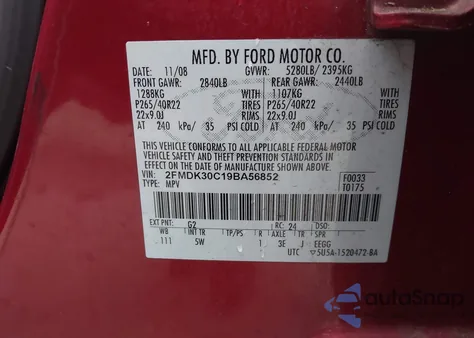 MFD. BY FORD MOTOR CO.
DATE: 11/08 GVWR: 5280LB/ 2395KG
FRONT GAWR: 2840LB REAR GAWR: 2440LB
1288KG WITH 1107KG WITH
P265/40R22 TIRES P265/40R22 TIRES
22x9.0J RIMS 22x9.0J RIMS
AT 240 kPa/ 35 PSI COLD AT 240 kPa/ 35 PSI COLD
THIS VEHICLE CONFORMS TO ALL APPLICABLE FEDERAL MOTOR
VEHICLE SAFETY AND THEFT PREVENTION STANDARDS IN
EFFECT ON THE DATE OF MANUFACTURE SHOWN ABOVE.
VIN: 2FMDK30C19BA56852 F0033
TYPE: MPV T0175
EXT PNT: G2 RC: 24 DSO:
WB INT TR TP/PS R AXLE TR SPR
111 5W 3E J EEGG
UTC 5U5A-1520472-BA
autoSnap